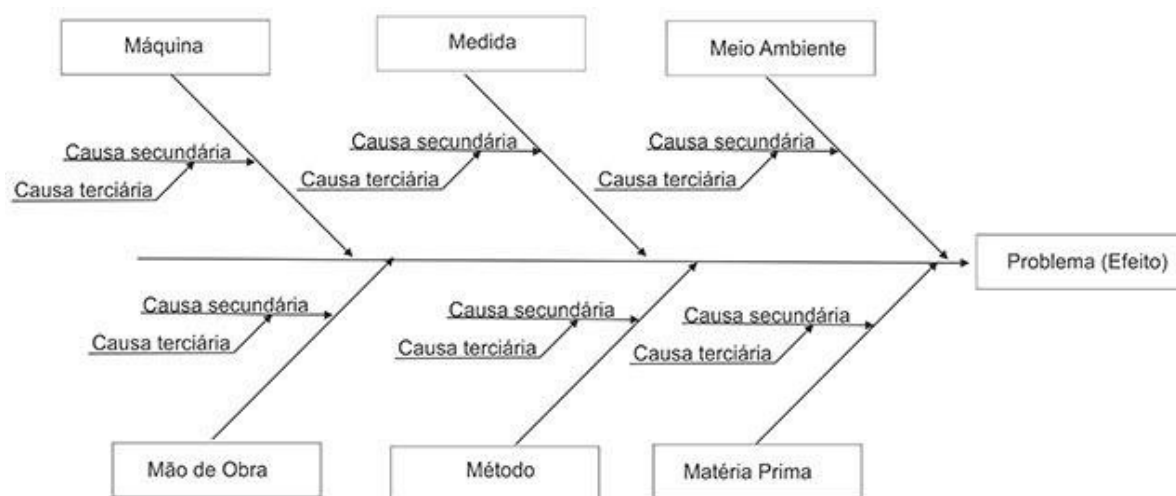 Máquina
Medida
Meio Ambiente
Causa secundária
Causa terciária
Causa secundária
Causa terciária
Causa secundária
Causa terciária
Problema (Efeito)
Causa secundária
Causa terciária
Causa secundária
Causa terciária
Causa secundária
Causa terciária
Mão de Obra
Método
Matéria Prima